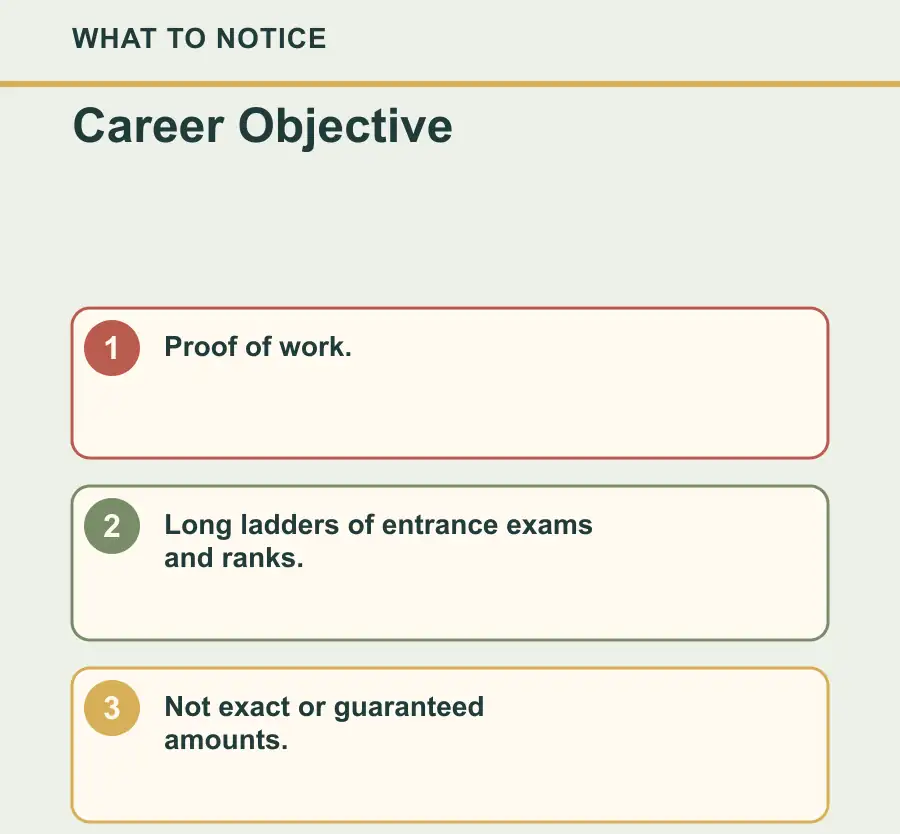 WHAT TO NOTICE
Career Objective
1
Proof of work.
2
Long ladders of entrance exams
and ranks.
3
Not exact or guaranteed
amounts.